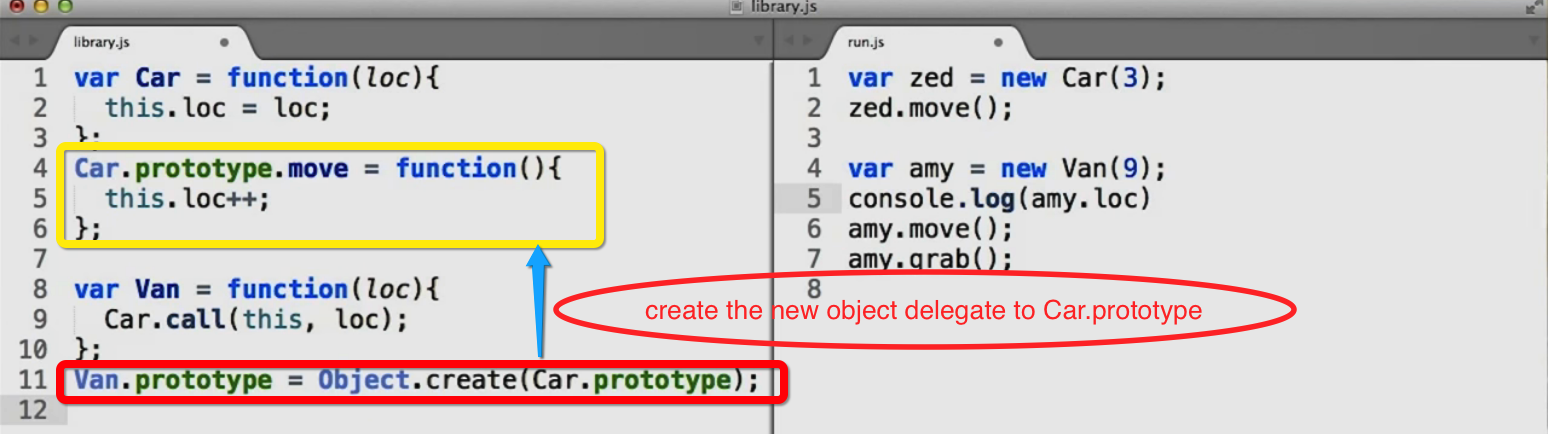 library.js
library.js
1 var Car = function(loc){
2   this.loc = loc;
3 };
4 Car.prototype.move = function(){
5   this.loc++;
6 };
7
8 var Van = function(loc){
9   Car.call(this, loc);
10 };
11 Van.prototype = Object.create(Car.prototype);
12
run.js
1 var zed = new Car(3);
2 zed.move();
3
4 var amy = new Van(9);
5 console.log(amy.loc)
6 amy.move();
7 amy.grab();
8
create the new object delegate to Car.prototype